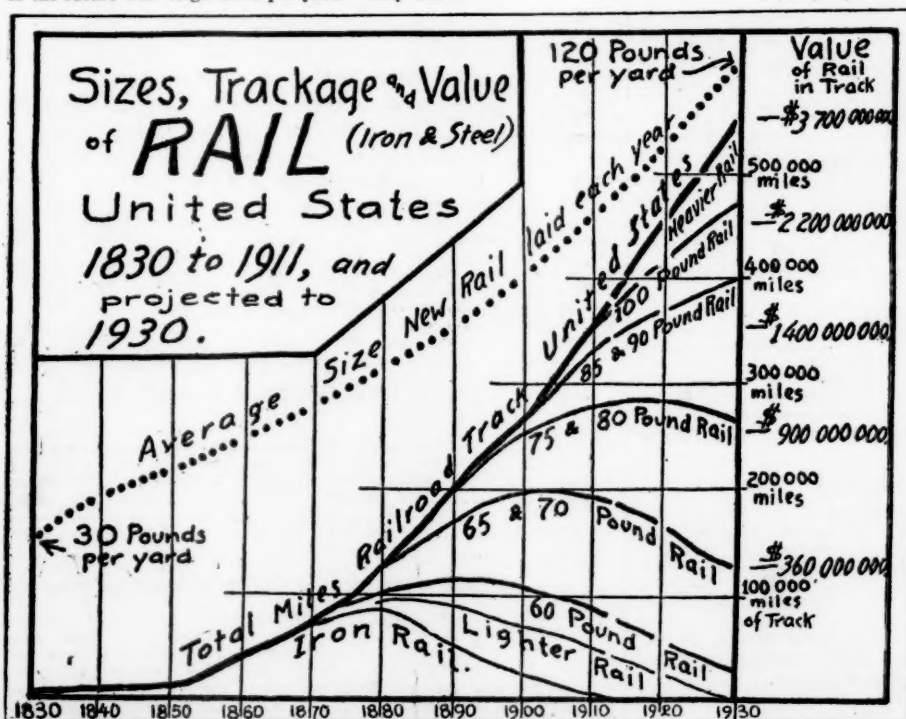 Sizes, Trackage and Value
of RAIL (Iron & Steel)
United States
1830 to 1911, and
projected to
1930.
120 Pounds
per yard
Value
of Rail
in Track
$3 700 000 000
500 000
miles
$2 200 000 000
400 000
miles
$1400 000 000
300 000
miles
$900 000 000
200 000
miles
$360 000 000
100 000
miles
of Track
Average Size New Rail laid each year
30 Pounds
per yard
Total Miles Railroad Track United States
Heavier Rail
100 Pound Rail
85 & 90 Pound Rail
75 & 80 Pound Rail
65 & 70 Pound Rail
60 Pound Rail
Lighter Rail
Iron Rail.
1830 1840 1850 1860 1870 1880 1890 1900 1910 1920 1930